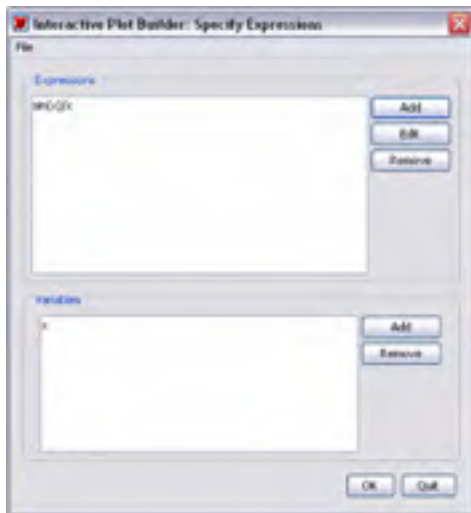 Interactive Plot Builder: Specify Expressions
File
Expressions
Add
Edit
Remove
Variables
x
Add
Remove
OK
Quit